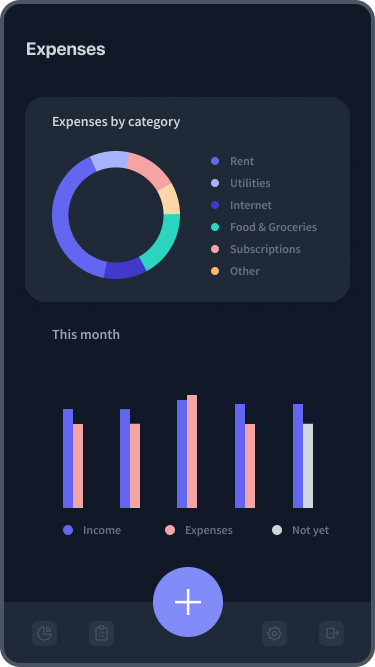 Expenses
Expenses by category
Rent
Utilities
Internet
Food & Groceries
Subscriptions
Other
This month
Income
Expenses
Not yet